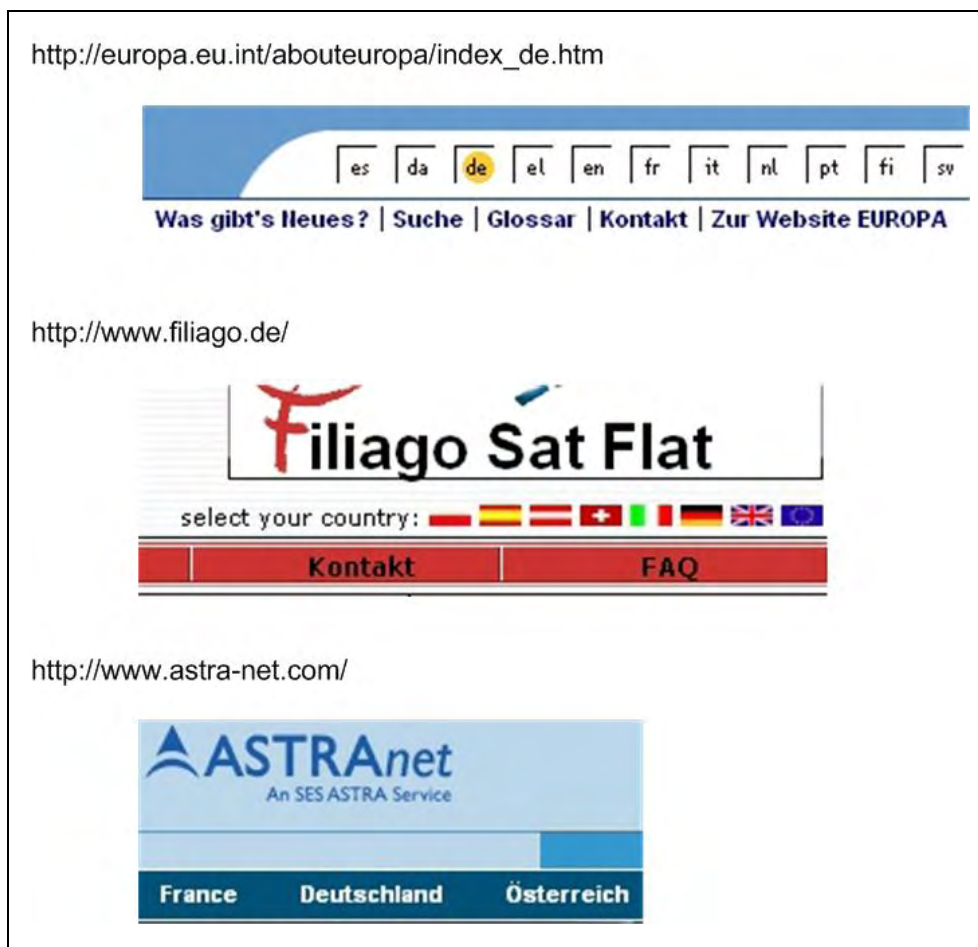 http://europa.eu.int/abouteuropa/index_de.htm
es da de el en fr it nl pt fi sv
Was gibt's Neues? | Suche | Glossar | Kontakt | Zur Website EUROPA
http://www.filiago.de/
Filiago Sat Flat
select your country:
Kontakt FAQ
http://www.astra-net.com/
ASTRAnet
An SES ASTRA Service
France Deutschland Österreich